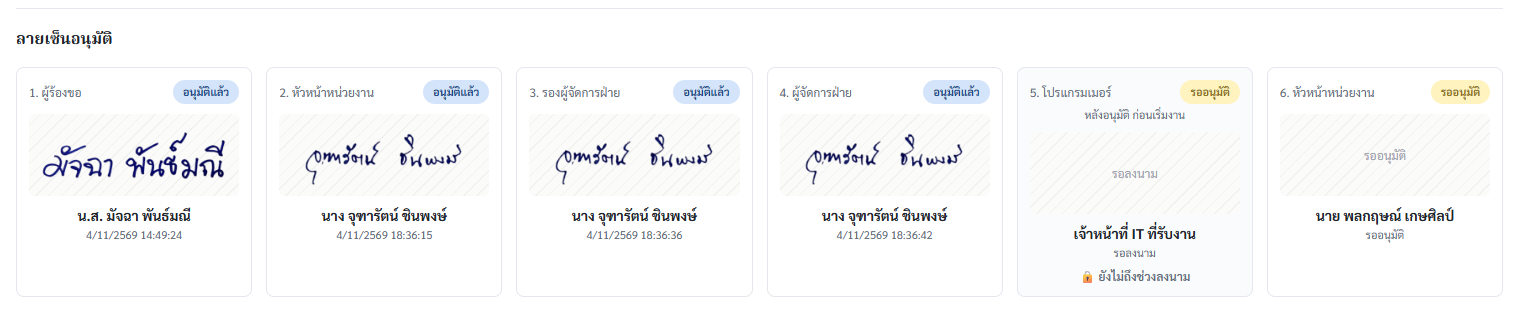 ลายเซ็นอนุมัติ
1. ผู้ร้องขอ
อนุมัติแล้ว
มัจฉา พันธ์มณี
น.ส. มัจฉา พันธ์มณี
4/11/2569 14:49:24
2. หัวหน้าหน่วยงาน
อนุมัติแล้ว
จุฑารัตน์ ชินพงษ์
นาง จุฑารัตน์ ชินพงษ์
4/11/2569 18:36:15
3. รองผู้จัดการฝ่าย
อนุมัติแล้ว
จุฑารัตน์ ชินพงษ์
นาง จุฑารัตน์ ชินพงษ์
4/11/2569 18:36:36
4. ผู้จัดการฝ่าย
อนุมัติแล้ว
จุฑารัตน์ ชินพงษ์
นาง จุฑารัตน์ ชินพงษ์
4/11/2569 18:36:42
5. โปรแกรมเมอร์
รออนุมัติ
หลังอนุมัติ ก่อนเริ่มงาน
รอลงนาม
เจ้าหน้าที่ IT ที่รับงาน
รอลงนาม
🔒 ยังไม่ถึงช่วงลงนาม
6. หัวหน้าหน่วยงาน
รออนุมัติ
รออนุมัติ
นาย พลกฤษณ์ เกษศิลป์
รออนุมัติ